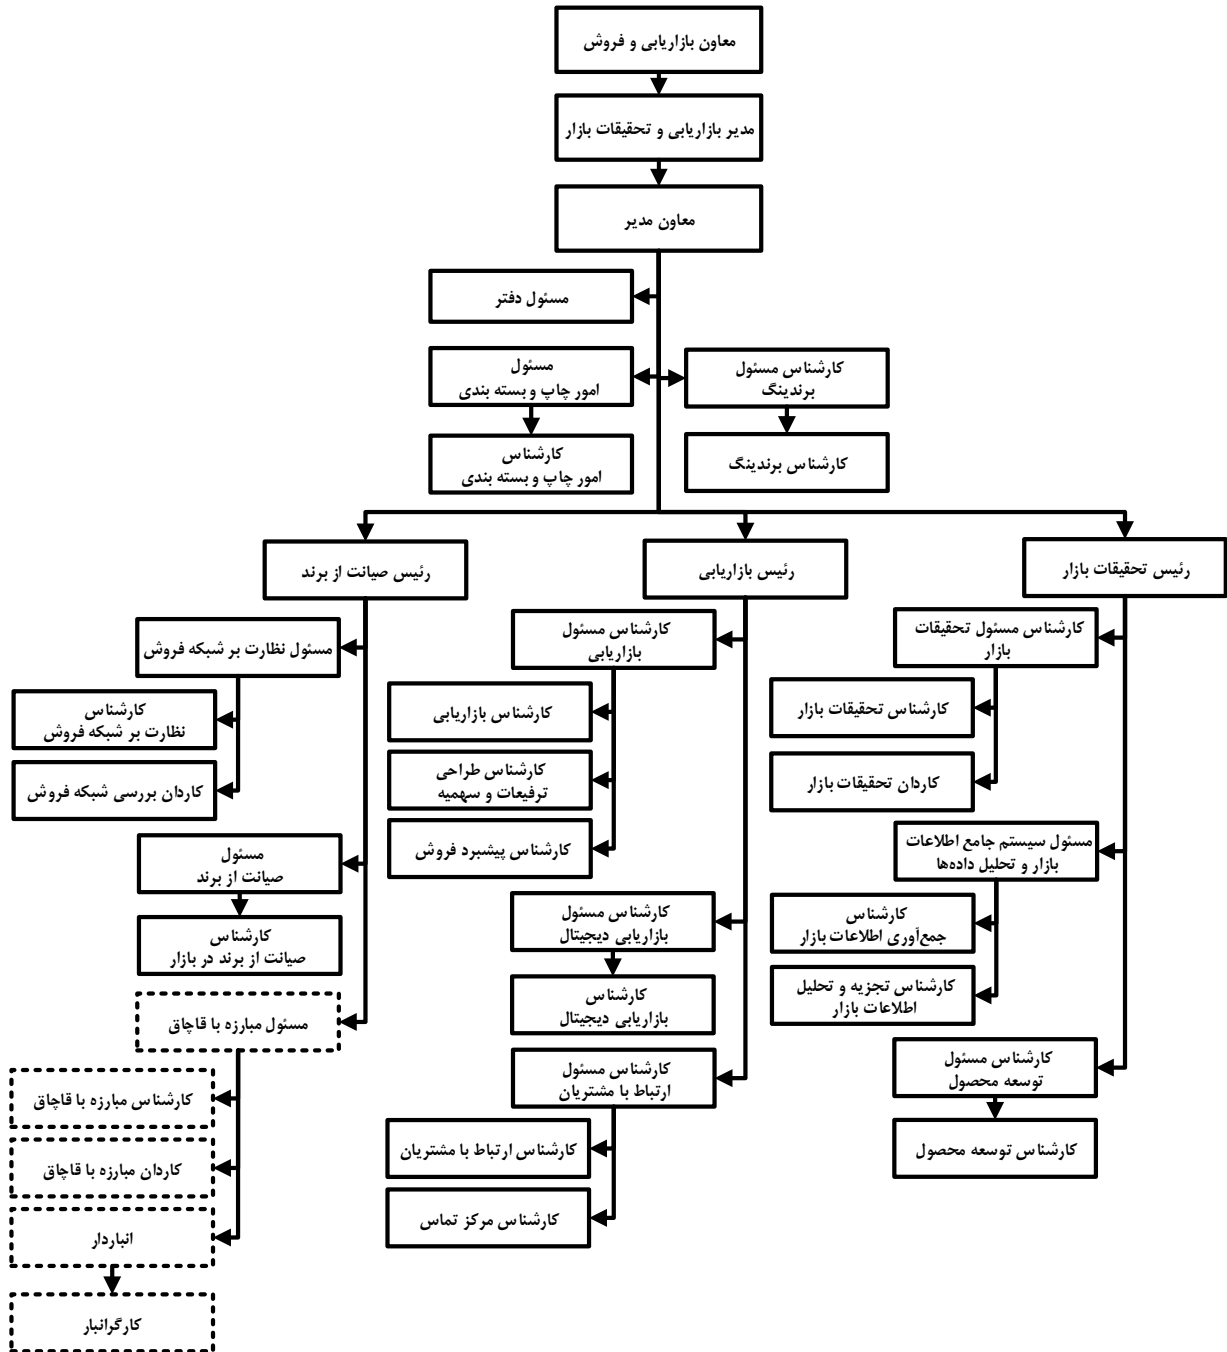 معاون بازاریابی و فروش
مدیر بازاریابی و تحقیقات بازار
معاون مدیر
مسئول دفتر
کارشناس مسئول
برندینگ
مسئول
امور چاپ و بسته بندی
کارشناس برندینگ
کارشناس
امور چاپ و بسته بندی
رئیس تحقیقات بازار
کارشناس مسئول تحقیقات
بازار
کارشناس تحقیقات بازار
کاردان تحقیقات بازار
مسئول سیستم جامع اطلاعات
بازار و تحلیل داده‌ها
کارشناس
جمع‌آوری اطلاعات بازار
کارشناس تجزیه و تحلیل
اطلاعات بازار
کارشناس مسئول
توسعه محصول
کارشناس توسعه محصول
رئیس بازاریابی
کارشناس مسئول
بازاریابی
کارشناس بازاریابی
کارشناس طراحی
ترفیعات و سهمیه
کارشناس پیشبرد فروش
کارشناس مسئول
بازاریابی دیجیتال
کارشناس
بازاریابی دیجیتال
کارشناس مسئول
ارتباط با مشتریان
کارشناس ارتباط با مشتریان
کارشناس مرکز تماس
رئیس صیانت از برند
مسئول نظارت بر شبکه فروش
کارشناس
نظارت بر شبکه فروش
کاردان بررسی شبکه فروش
مسئول
صیانت از برند
کارشناس
صیانت از برند در بازار
مسئول مبارزه با قاچاق
کارشناس مبارزه با قاچاق
کاردان مبارزه با قاچاق
انباردار
کارگرانبار